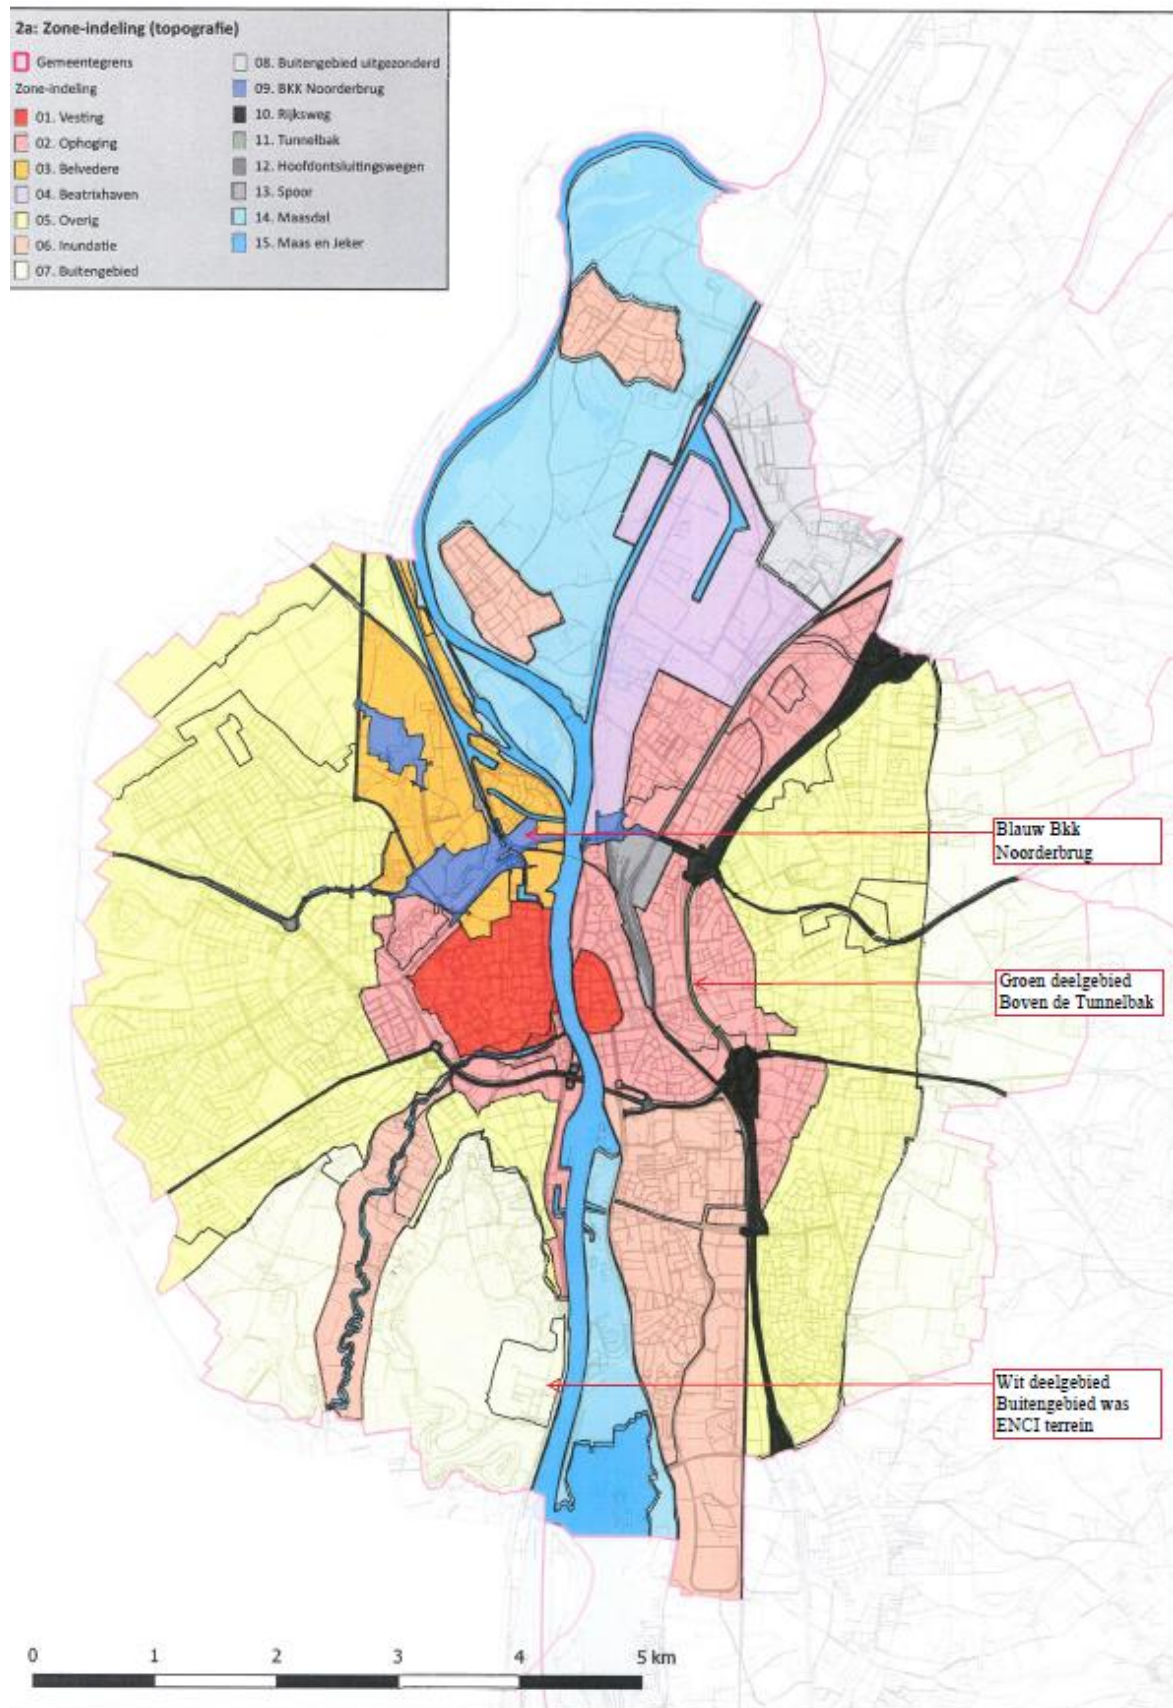 2a: Zone-indeling (topografie)
Gemeentegrens
Zone-indeling
01. Vesting
02. Ophoging
03. Belvedere
04. Beatrixhaven
05. Overig
06. Inundatie
07. Buitengebied
08. Buitengebied uitgezonderd
09. BKK Noorderbrug
10. Rijksweg
11. Tunnelbak
12. Hoofdontsluitingswegen
13. Spoor
14. Maasdal
15. Maas en Jeker
Blauw Bkk
Noorderbrug
Groen deelgebied
Boven de Tunnelbak
Wit deelgebied
Buitengebied was
ENCI terrein
0 1 2 3 4 5 km